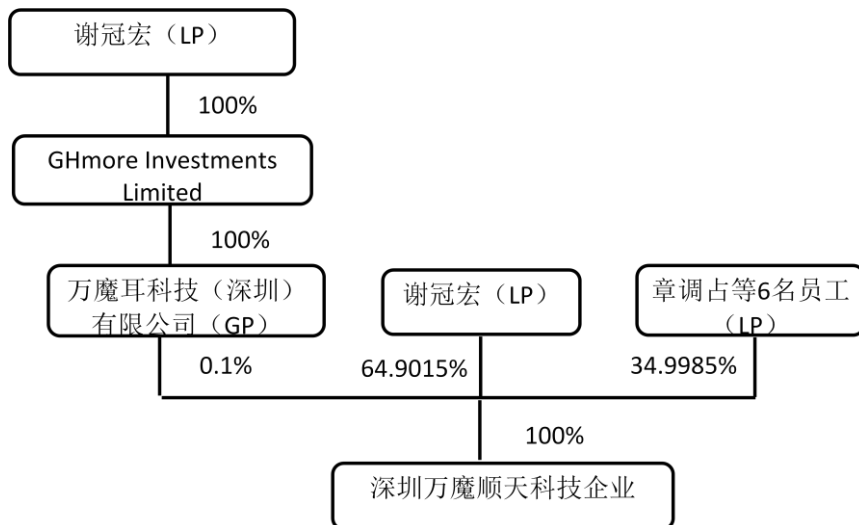 谢冠宏（LP）
100%
GHmore Investments
Limited
100%
万魔耳科技（深圳）
有限公司（GP）
谢冠宏（LP）
章调占等6名员工
（LP）
0.1%
64.9015%
34.9985%
100%
深圳万魔顺天科技企业